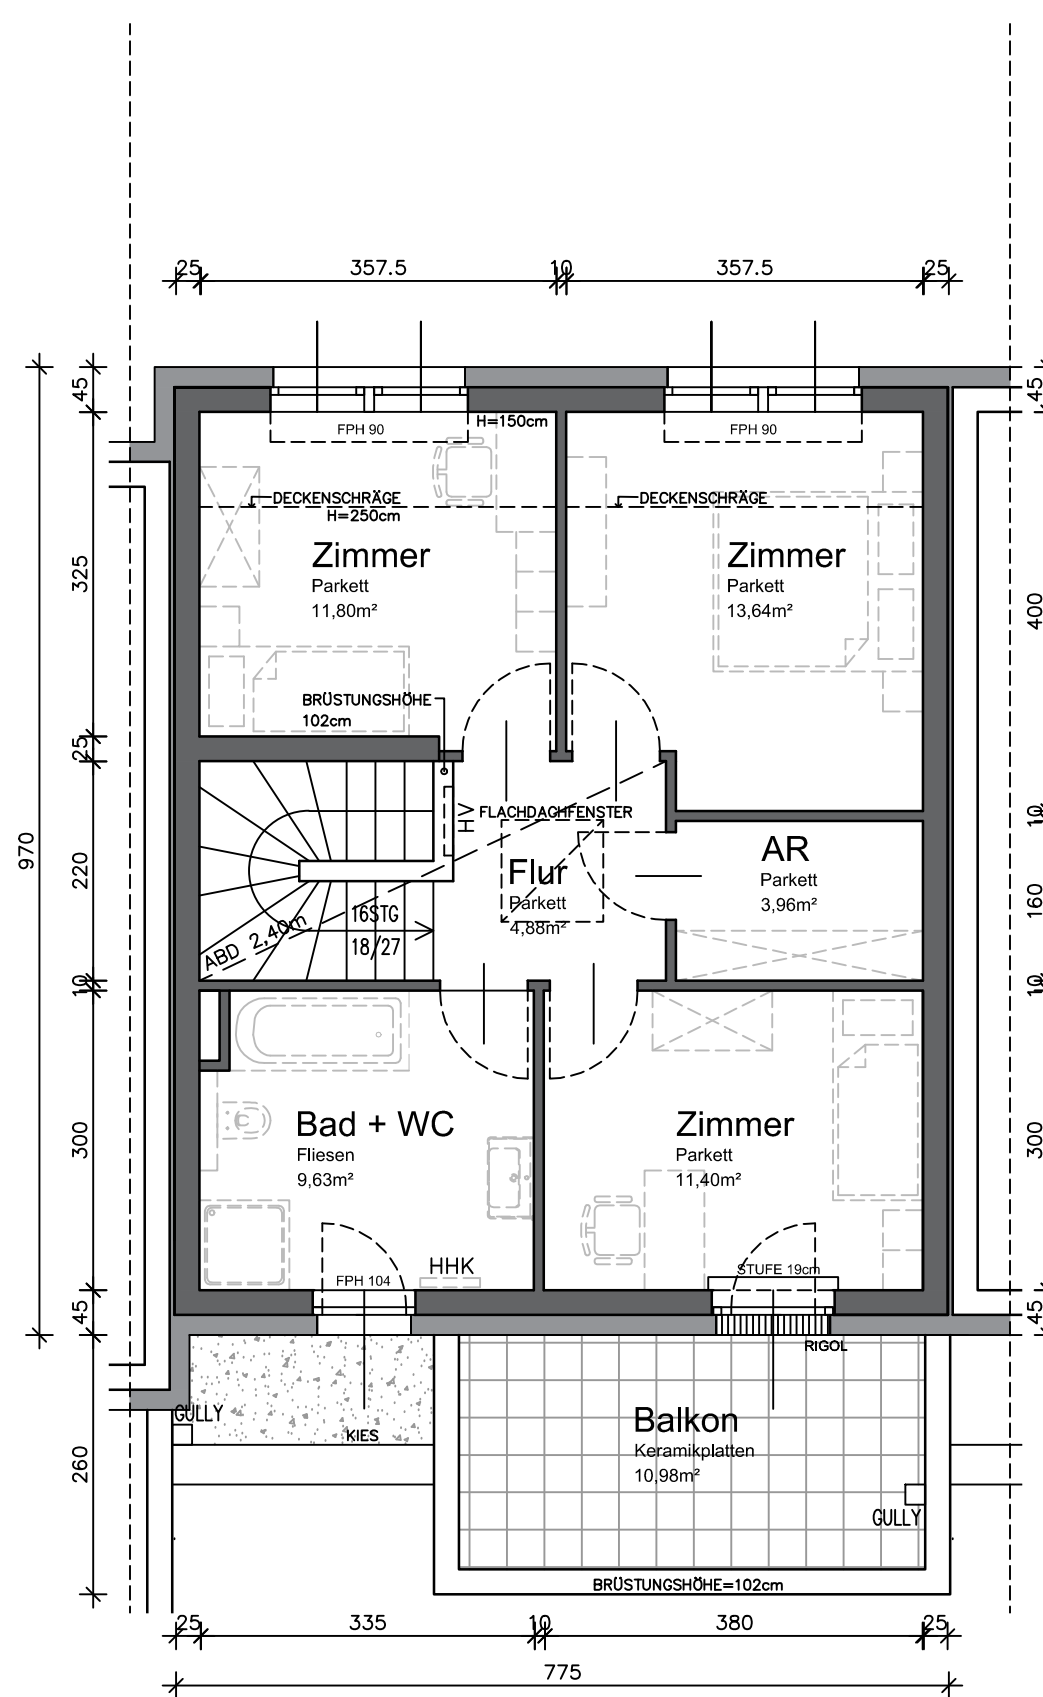 25 357.5 10 357.5 25
45
45
FPH 90
H=150cm
FPH 90
DECKENSCHRÄGE
H=250cm
DECKENSCHRÄGE
Zimmer
Parkett
11,80m²
Zimmer
Parkett
13,64m²
325
400
BRÜSTUNGSHÖHE
102cm
25
HV
FLACHDACHFENSTER
10
970
220
Flur
Parkett
4,88m²
AR
Parkett
3,96m²
160
ABD 2,40m
16STG
18/27
10
10
Bad + WC
Fliesen
9,63m²
Zimmer
Parkett
11,40m²
300
300
HHK
FPH 104
STUFE 19cm
45
45
RIGOL
GULLY
KIES
Balkon
Keramikplatten
10,98m²
260
GULLY
BRÜSTUNGSHÖHE=102cm
25 335 10 380 25
775